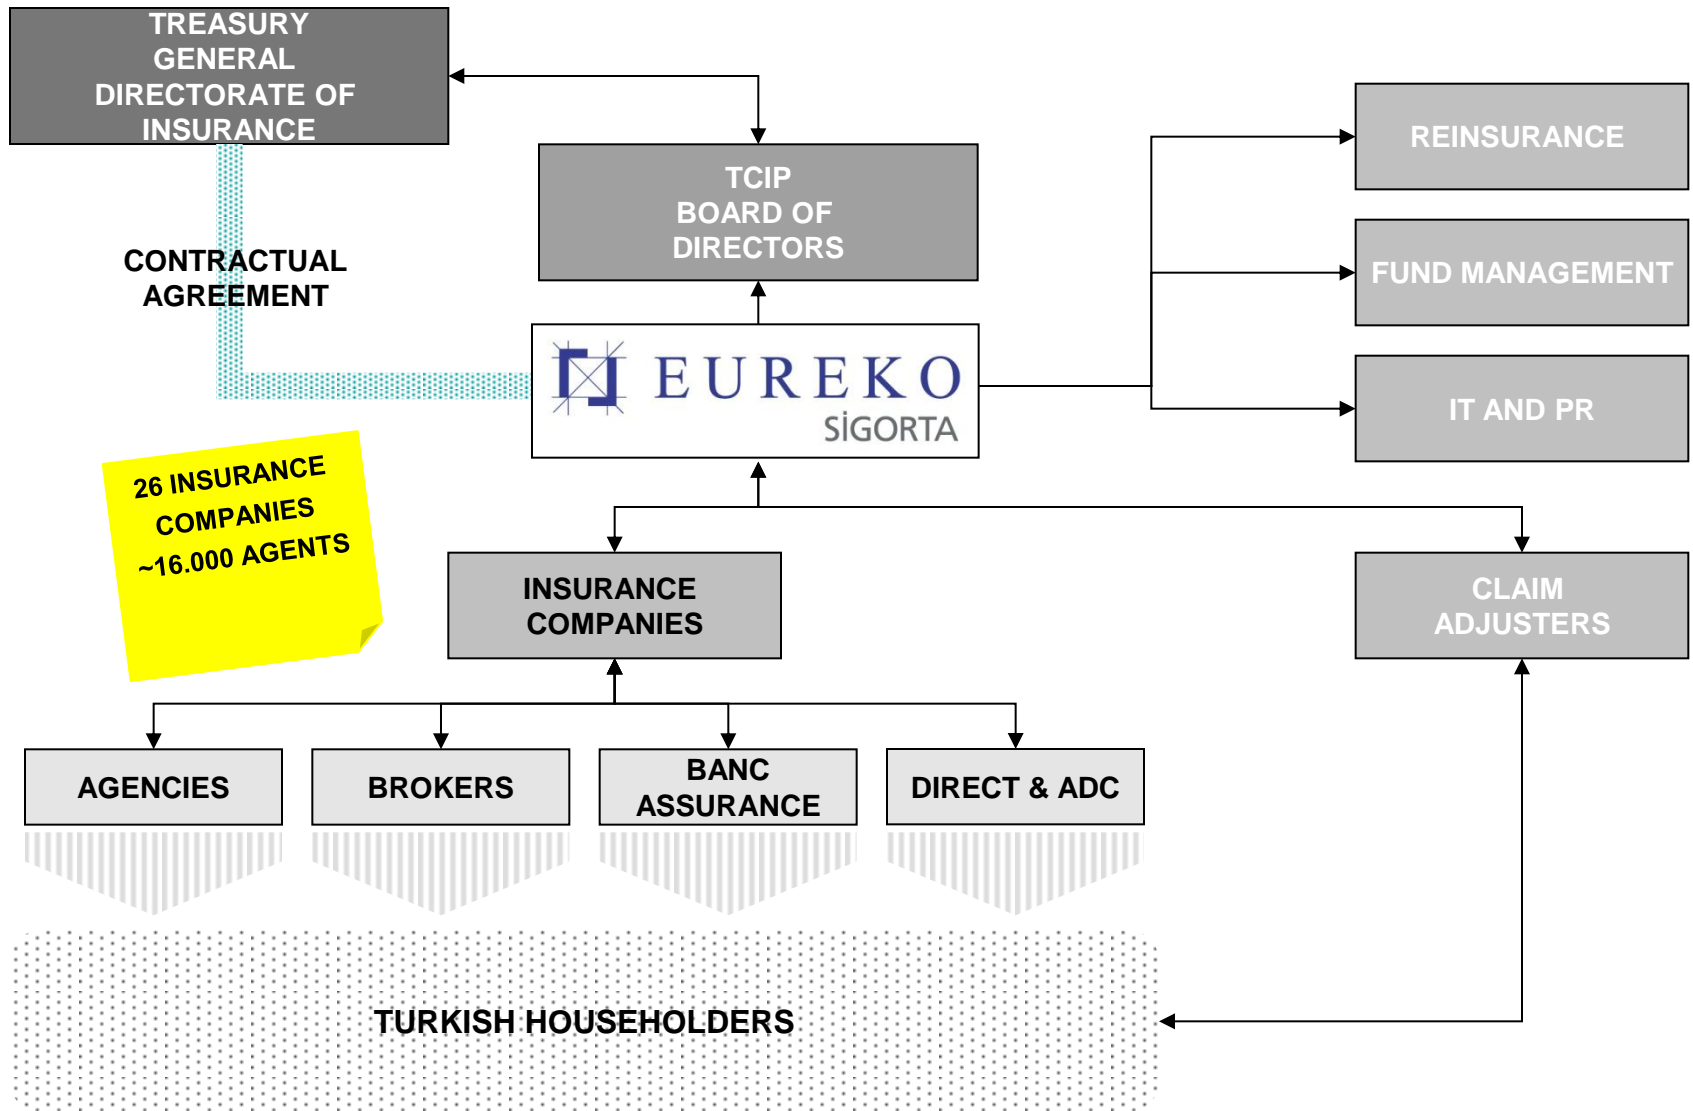 TREASURY
GENERAL
DIRECTORATE OF
INSURANCE
TCIP
BOARD OF
DIRECTORS
REINSURANCE
CONTRACTUAL
AGREEMENT
FUND MANAGEMENT
EUREKO
SİGORTA
IT AND PR
26 INSURANCE
COMPANIES
~16.000 AGENTS
INSURANCE
COMPANIES
CLAIM
ADJUSTERS
AGENCIES
BROKERS
BANC
ASSURANCE
DIRECT & ADC
TURKISH HOUSEHOLDERS